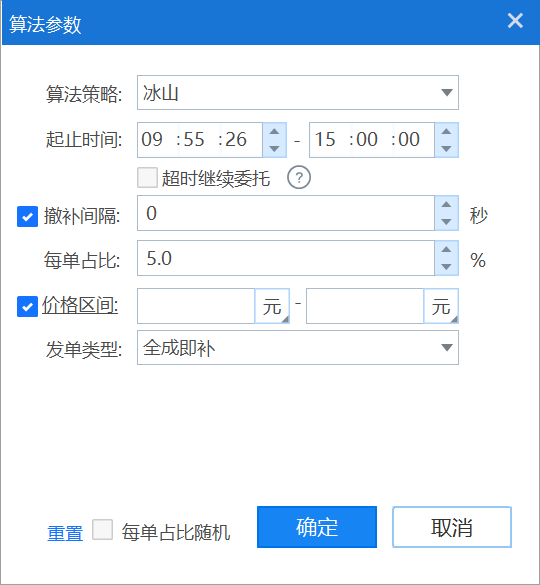 算法参数
算法策略: 冰山
起止时间: 09 :55 :26 - 15 :00 :00
超时继续委托 ?
撤补间隔: 0 秒
每单占比: 5.0 %
价格区间: 元 - 元
发单类型: 全成即补
重置 每单占比随机 确定 取消